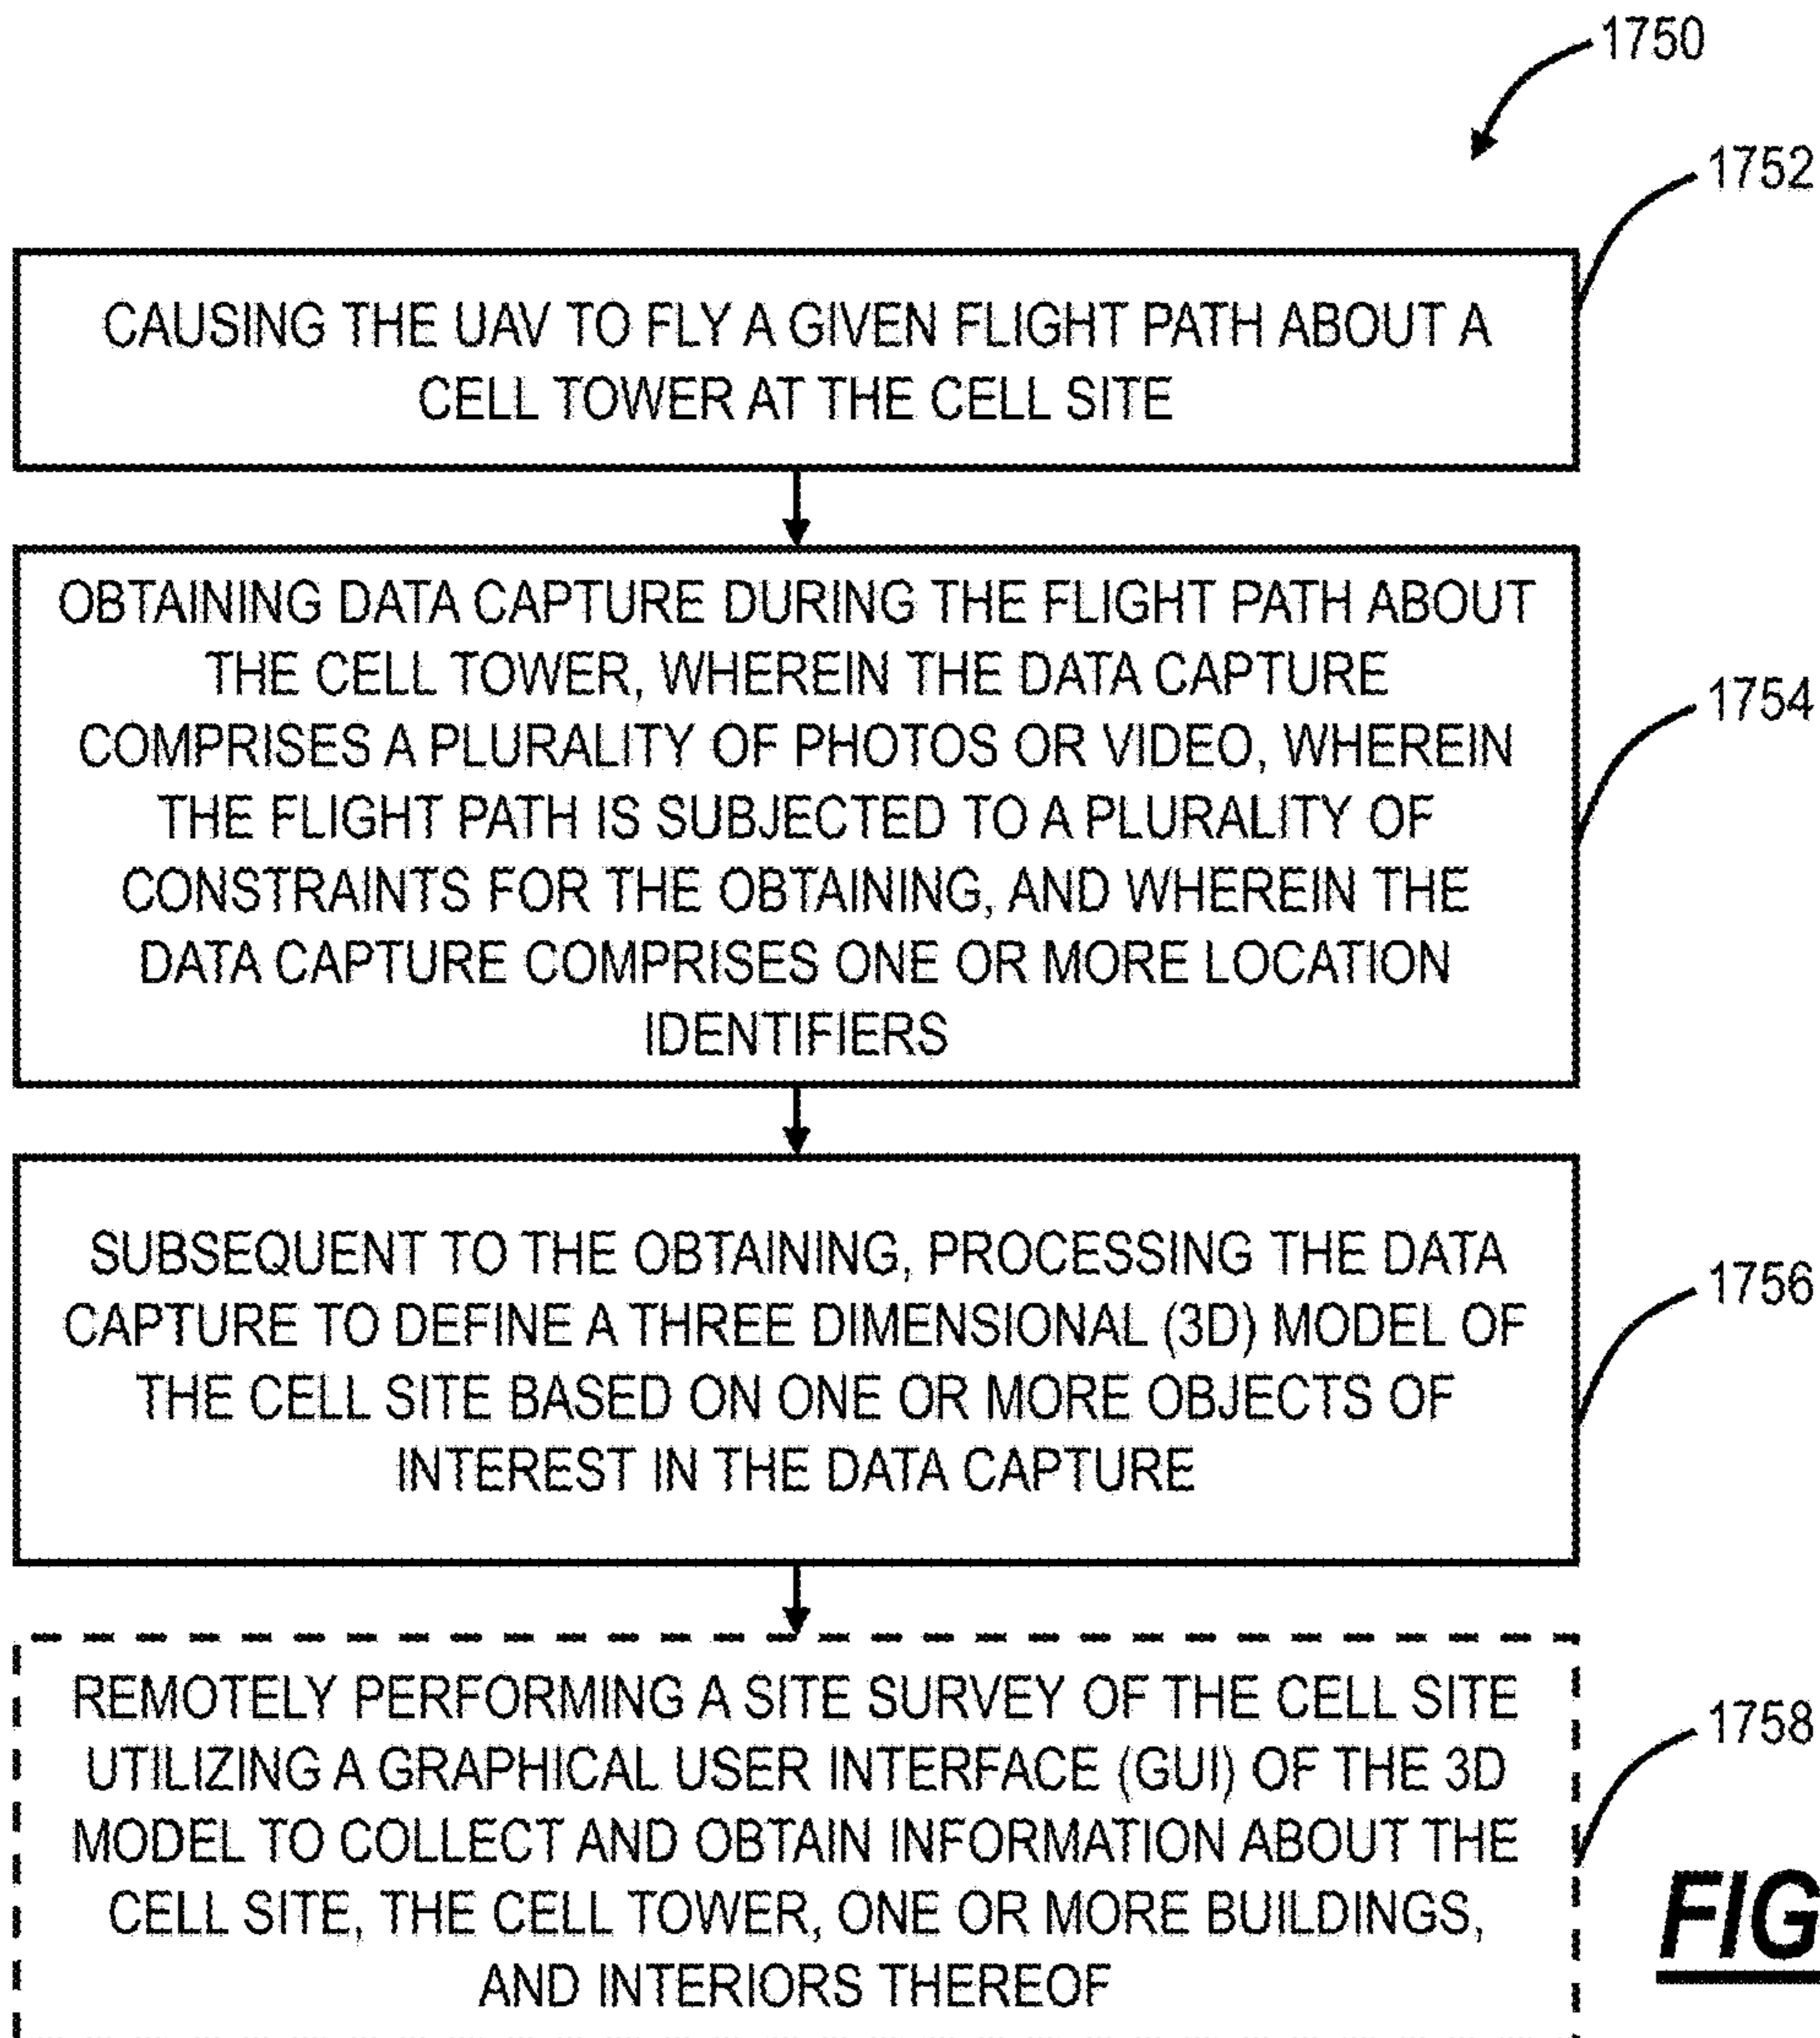 1750
1752
CAUSING THE UAV TO FLY A GIVEN FLIGHT PATH ABOUT A
CELL TOWER AT THE CELL SITE
OBTAINING DATA CAPTURE DURING THE FLIGHT PATH ABOUT
THE CELL TOWER, WHEREIN THE DATA CAPTURE
COMPRISES A PLURALITY OF PHOTOS OR VIDEO, WHEREIN
THE FLIGHT PATH IS SUBJECTED TO A PLURALITY OF
CONSTRAINTS FOR THE OBTAINING, AND WHEREIN THE
DATA CAPTURE COMPRISES ONE OR MORE LOCATION
IDENTIFIERS
1754
SUBSEQUENT TO THE OBTAINING, PROCESSING THE DATA
CAPTURE TO DEFINE A THREE DIMENSIONAL (3D) MODEL OF
THE CELL SITE BASED ON ONE OR MORE OBJECTS OF
INTEREST IN THE DATA CAPTURE
1756
REMOTELY PERFORMING A SITE SURVEY OF THE CELL SITE
UTILIZING A GRAPHICAL USER INTERFACE (GUI) OF THE 3D
MODEL TO COLLECT AND OBTAIN INFORMATION ABOUT THE
CELL SITE, THE CELL TOWER, ONE OR MORE BUILDINGS,
AND INTERIORS THEREOF
1758
FIG